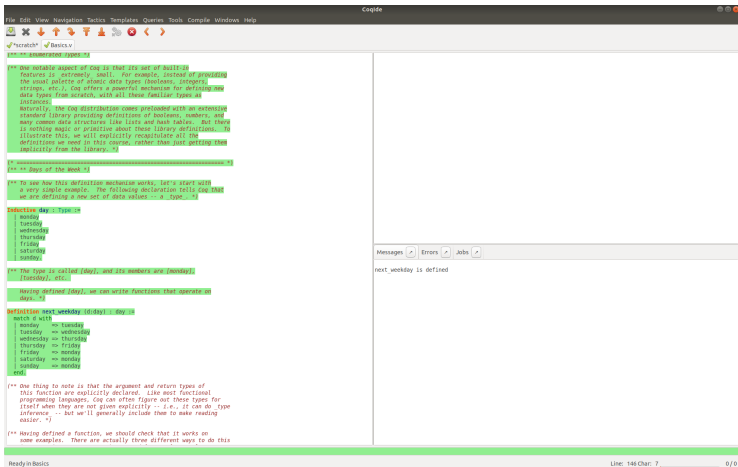 CoqIde
File Edit View Navigation Tactics Templates Queries Tools Compile Windows Help
*scratch* Basics.v
(** ** Enumerated Types *)
(** One notable aspect of Coq is that its set of built-in
features is _extremely_ small. For example, instead of providing
the usual palette of atomic data types (booleans, integers,
strings, etc.), Coq offers a powerful mechanism for defining new
data types from scratch, with all these familiar types as
instances.
Naturally, the Coq distribution comes preloaded with an extensive
standard library providing definitions of booleans, numbers, and
many common data structures like lists and hash tables. But there
is nothing magic or primitive about these library definitions. To
illustrate this, we will explicitly recapitulate all the
definitions we need in this course, rather than just getting them
implicitly from the library. *)
(* ================================================================= *)
(** ** Days of the Week *)
(** To see how this definition mechanism works, let's start with
a very simple example. The following declaration tells Coq that
we are defining a new set of data values -- a _type_. *)
Inductive day : Type :=
| monday
| tuesday
| wednesday
| thursday
| friday
| saturday
| sunday.
(** The type is called [day], and its members are [monday],
[tuesday], etc.
Having defined [day], we can write functions that operate on
days. *)
Definition next_weekday (d:day) : day :=
match d with
| monday => tuesday
| tuesday => wednesday
| wednesday => thursday
| thursday => friday
| friday => monday
| saturday => monday
| sunday => monday
end.
(** One thing to note is that the argument and return types of
this function are explicitly declared. Like most functional
programming languages, Coq can often figure out these types for
itself when they are not given explicitly -- i.e., it can do _type
inference_ -- but we'll generally include them to make reading
easier. *)
(** Having defined a function, we should check that it works on
some examples. There are actually three different ways to do this
Messages Errors Jobs
next_weekday is defined
Ready in Basics
Line: 146 Char: 7
0 / 0